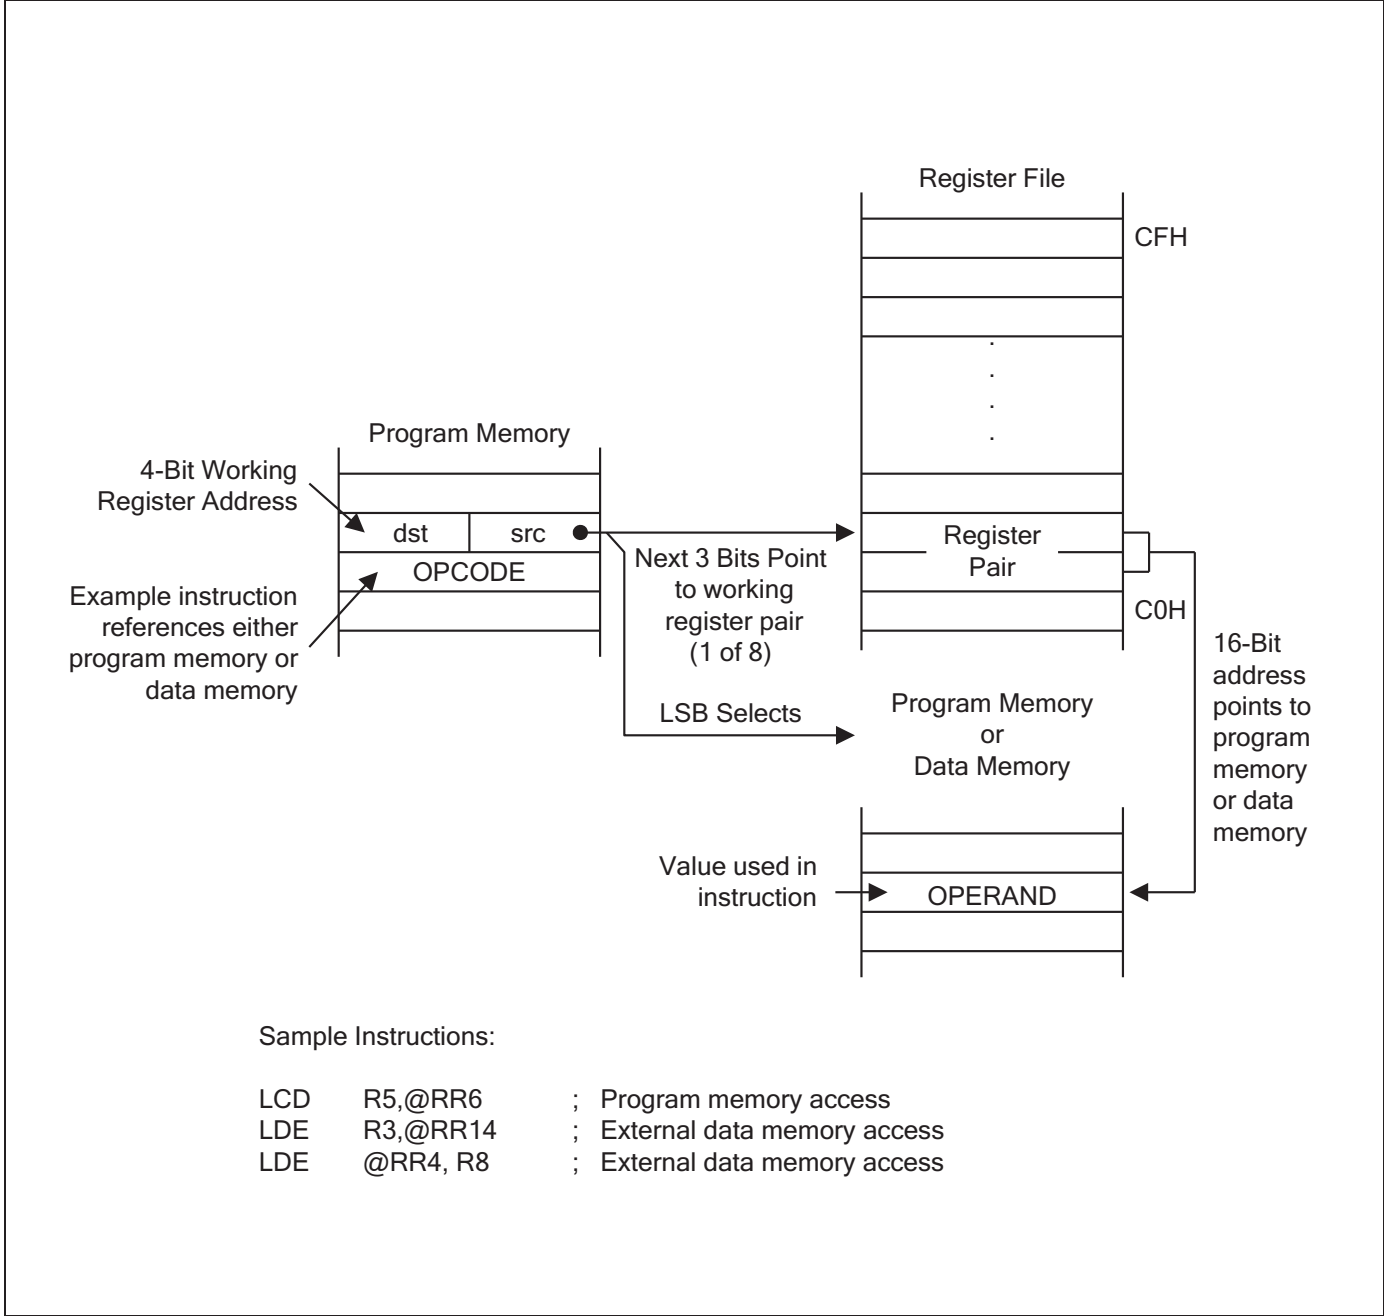 Register File
CFH
Program Memory
4-Bit Working
Register Address
dst
src
OPCODE
Example instruction
references either
program memory or
data memory
Next 3 Bits Point
to working
register pair
(1 of 8)
LSB Selects
Register
Pair
C0H
16-Bit
address
points to
program
memory
or data
memory
Program Memory
or
Data Memory
Value used in
instruction
OPERAND
Sample Instructions:
LCD R5,@RR6 ; Program memory access
LDE R3,@RR14 ; External data memory access
LDE @RR4, R8 ; External data memory access